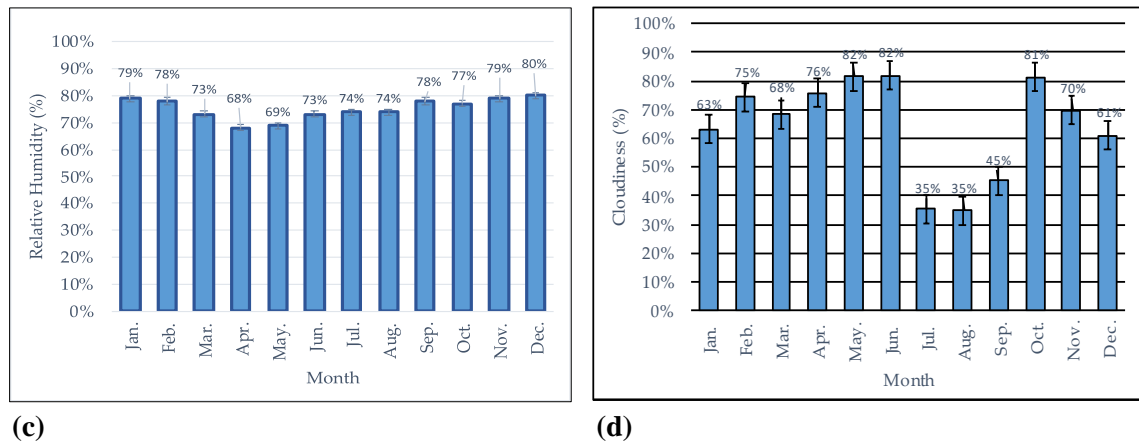 100%
90%
80%
70%
60%
50%
40%
30%
20%
10%
0%
Relative Humidity (%)
79%
78%
73%
68%
69%
73%
74%
74%
78%
77%
79%
80%
Jan.
Feb.
Mar.
Apr.
May.
Jun.
Jul.
Aug.
Sep.
Oct.
Nov.
Dec.
Month
(c)
100%
90%
80%
70%
60%
50%
40%
30%
20%
10%
0%
Cloudiness (%)
63%
75%
68%
76%
82%
82%
35%
35%
45%
81%
70%
61%
Jan.
Feb.
Mar.
Apr.
May.
Jun.
Jul.
Aug.
Sep.
Oct.
Nov.
Dec.
Month
(d)